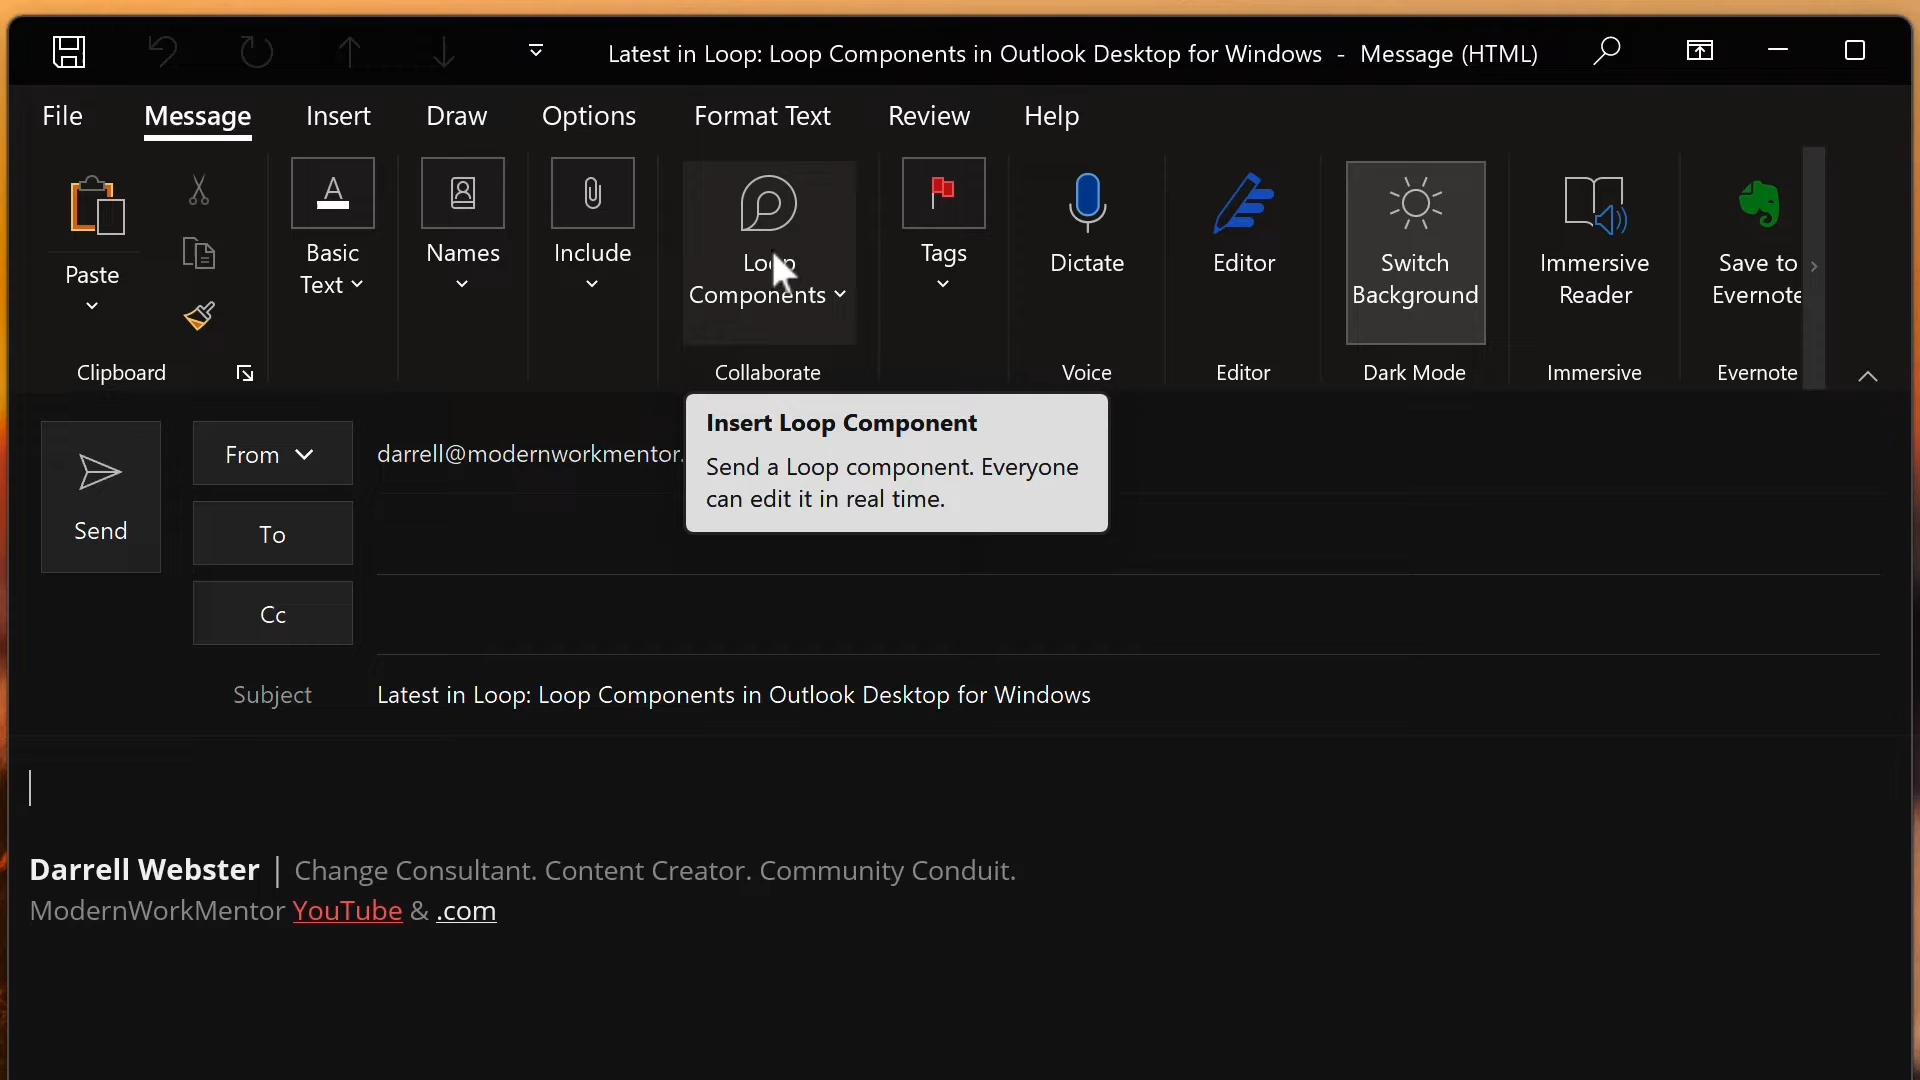 Latest in Loop: Loop Components in Outlook Desktop for Windows - Message (HTML)
File Message Insert Draw Options Format Text Review Help
Paste
Basic
Text
Names
Include
Loop
Components
Tags
Dictate
Editor
Switch
Background
Immersive
Reader
Save to
Evernote
Clipboard
Collaborate
Voice
Editor
Dark Mode
Immersive
Evernote
Insert Loop Component
Send a Loop component. Everyone
can edit it in real time.
Send
From
darrell@modernworkmentor.
To
Cc
Subject
Latest in Loop: Loop Components in Outlook Desktop for Windows
Darrell Webster | Change Consultant. Content Creator. Community Conduit.
ModernWorkMentor YouTube & .com